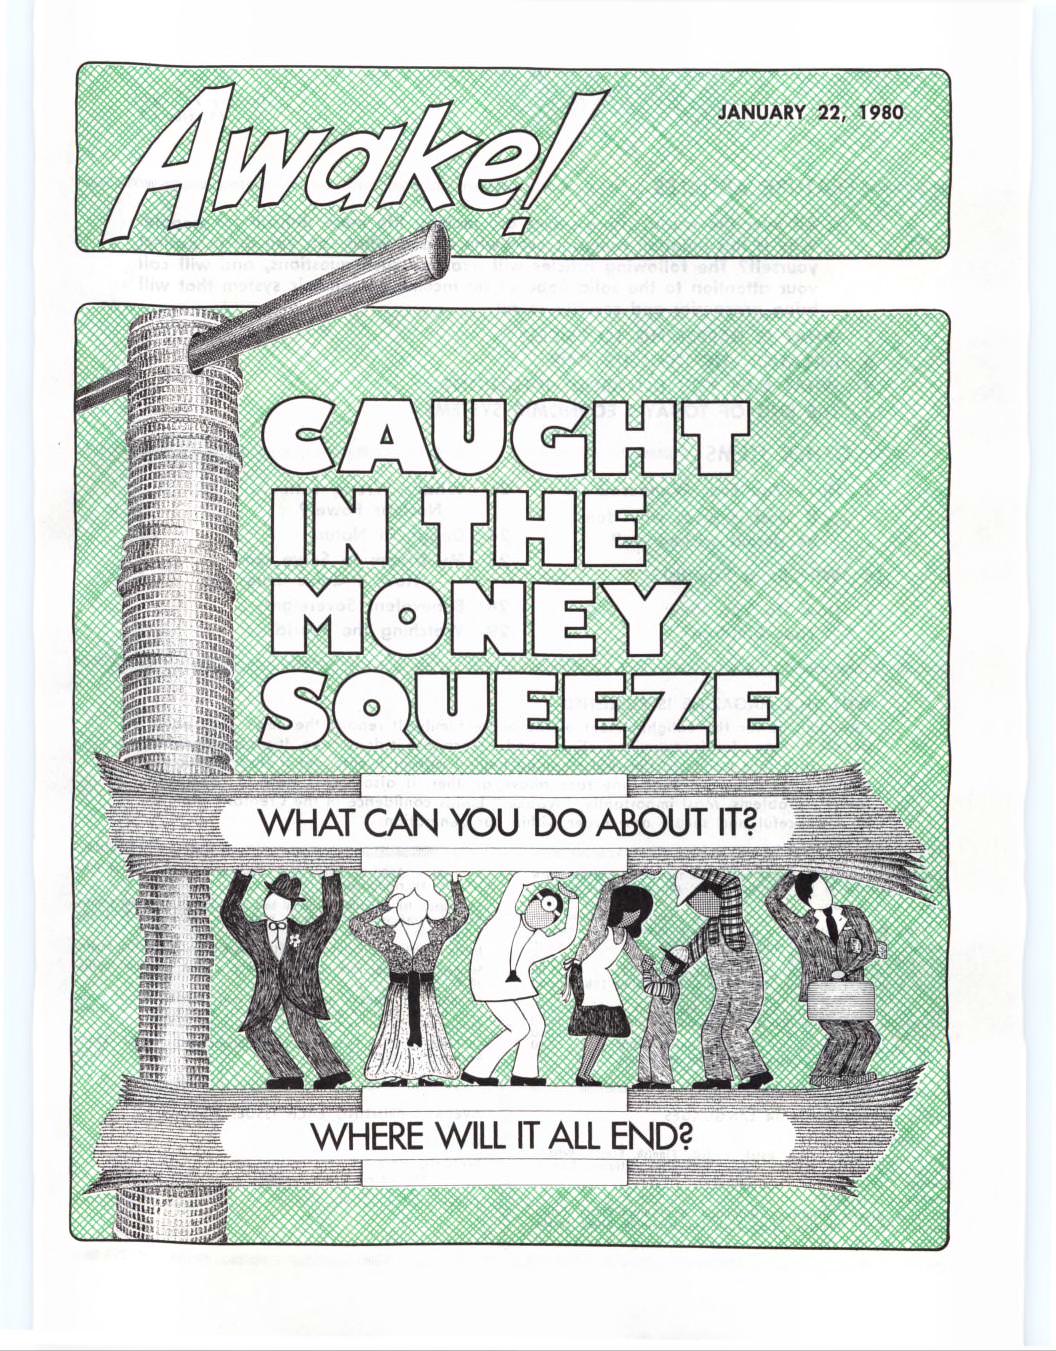 Awake!
JANUARY 22, 1980
CAUGHT
IN THE
MONEY
SQUEEZE
WHAT CAN YOU DO ABOUT IT?
WHERE WILL IT ALL END?